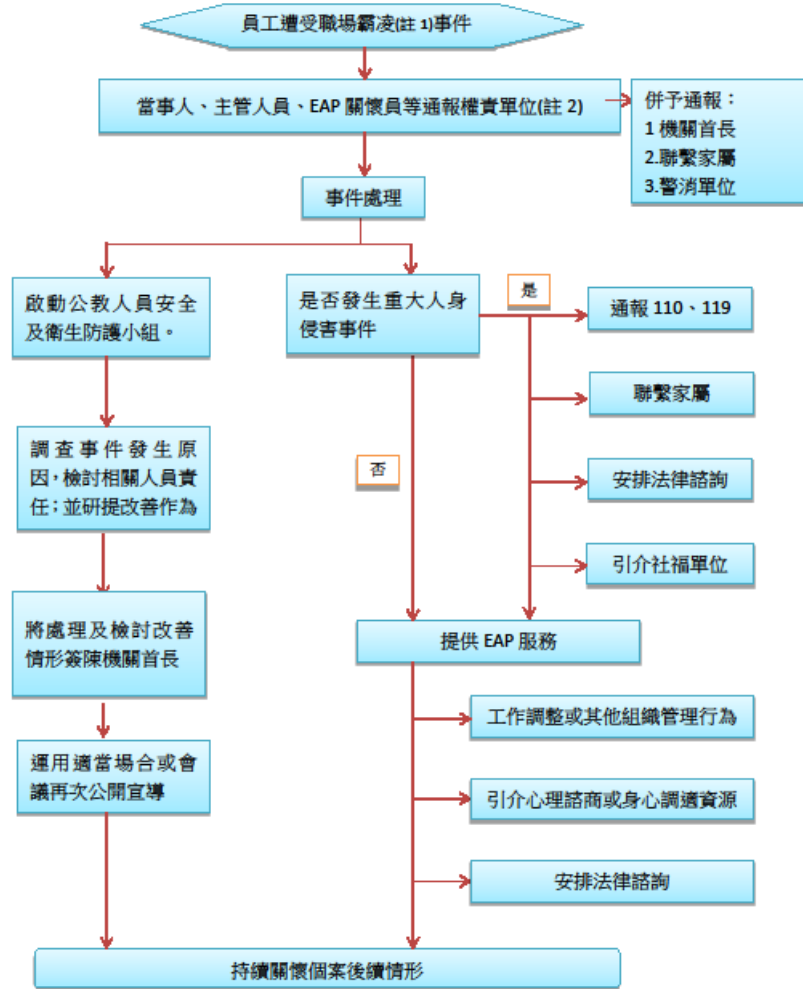 員工遭受職場霸凌(註 1)事件
當事人、主管人員、EAP 關懷員等通報權責單位(註 2)
併予通報：
1 機關首長
2.聯繫家屬
3.警消單位
事件處理
啟動公教人員安全
及衛生防護小組。
是否發生重大人身
侵害事件
是
通報 110、119
聯繫家屬
調查事件發生原
因，檢討相關人員責
任；並研提改善作為
否
安排法律諮詢
引介社福單位
將處理及檢討改善
情形簽陳機關首長
提供 EAP 服務
工作調整或其他組織管理行為
運用適當場合或會
議再次公開宣導
引介心理諮商或身心調適資源
安排法律諮詢
持續關懷個案後續情形